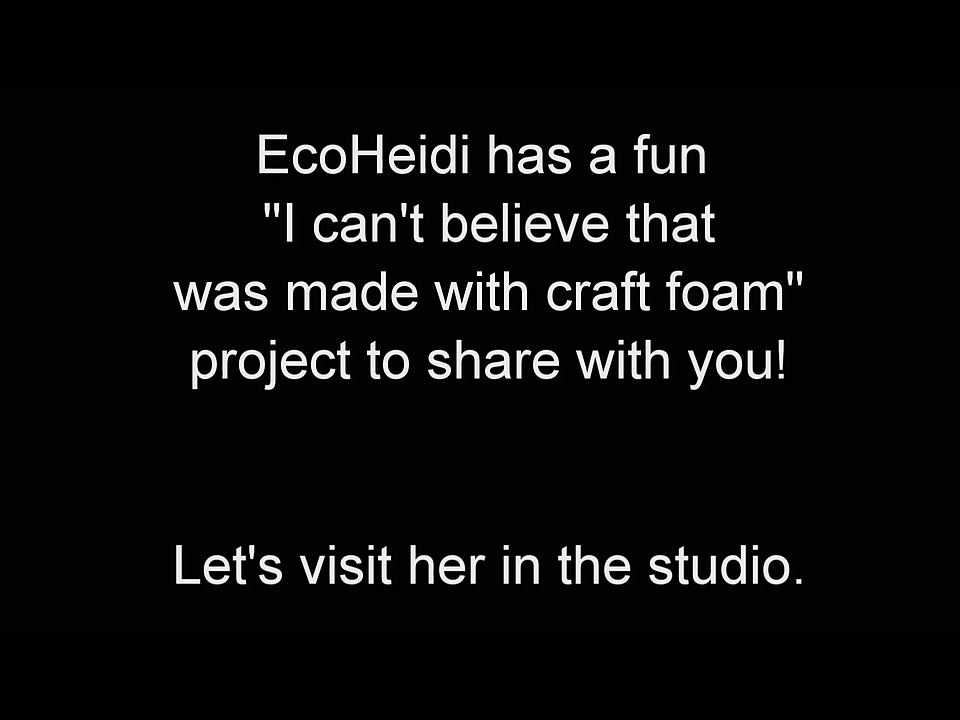 EcoHeidi has a fun
"I can't believe that
was made with craft foam"
project to share with you!
Let's visit her in the studio.